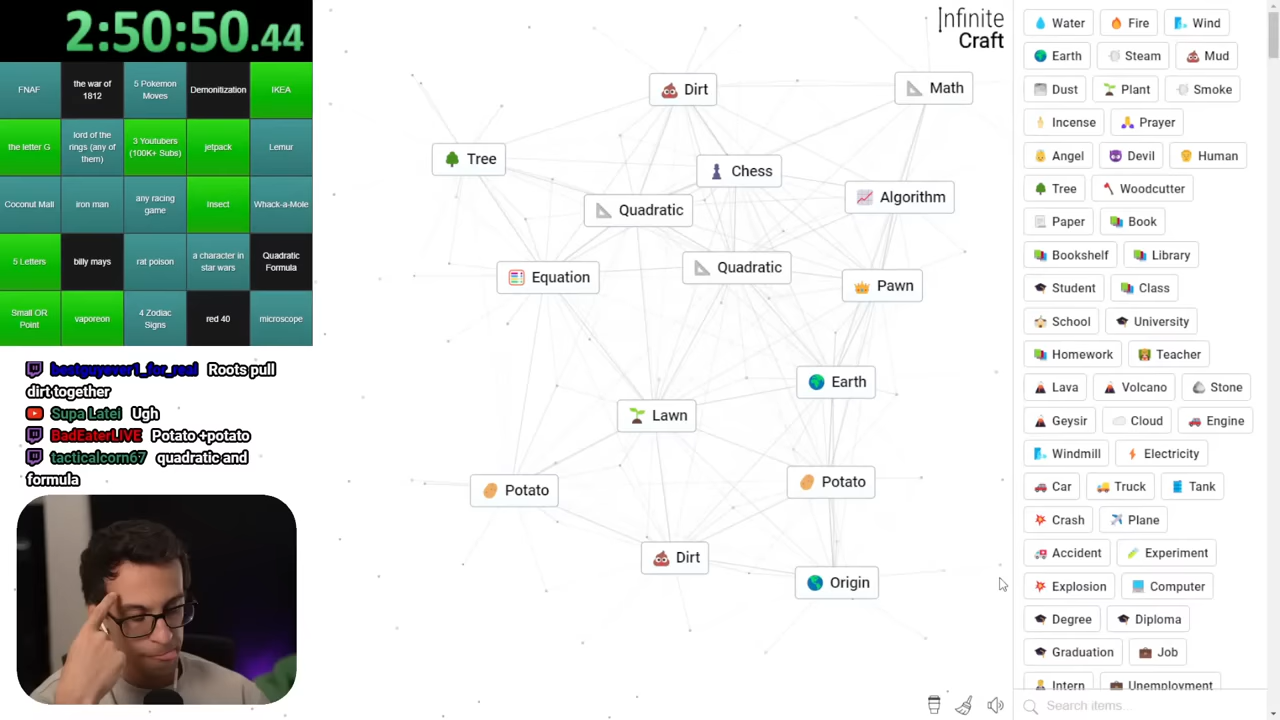 2:50:50.44
FNAF
the war of
1812
5 Pokemon
Moves
Demonitization
IKEA
the letter G
lord of the
rings (any of
them)
3 Youtubers
(100K+ Subs)
jetpack
Lemur
Coconut Mall
iron man
any racing
game
Insect
Whack-a-Mole
5 Letters
billy mays
rat poison
a character in
star wars
Quadratic
Formula
Small OR
Point
vaporeon
4 Zodiac
Signs
red 40
microscope
bestguyever1_for_real Roots pull
dirt together
Supa Latei Ugh
BadEaterLIVE Potato +potato
tacticalcorn67 quadratic and
formula
Infinite
Craft
Dirt
Math
Tree
Chess
Algorithm
Quadratic
Equation
Quadratic
Pawn
Earth
Lawn
Potato
Potato
Dirt
Origin
Water Fire Wind
Earth Steam Mud
Dust Plant Smoke
Incense Prayer
Angel Devil Human
Tree Woodcutter
Paper Book
Bookshelf Library
Student Class
School University
Homework Teacher
Lava Volcano Stone
Geysir Cloud Engine
Windmill Electricity
Car Truck Tank
Crash Plane
Accident Experiment
Explosion Computer
Degree Diploma
Graduation Job
Intern Unemployment
Search items...